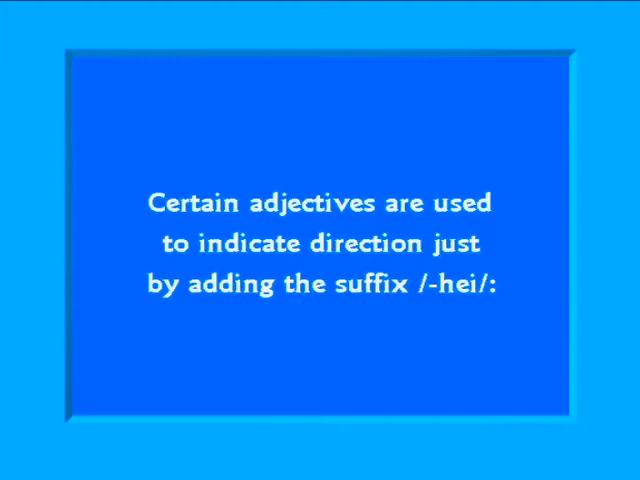 Certain adjectives are used
to indicate direction just
by adding the suffix /-hei/: